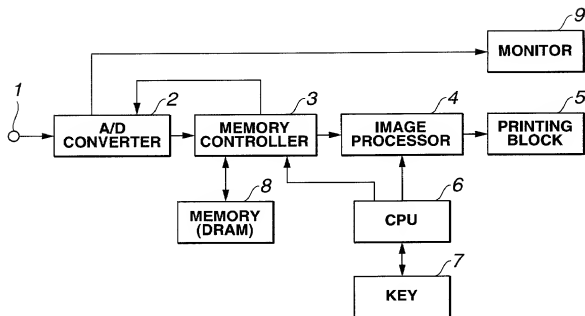 9
MONITOR
1
2
A/D
CONVERTER
3
MEMORY
CONTROLLER
4
IMAGE
PROCESSOR
5
PRINTING
BLOCK
8
MEMORY
(DRAM)
6
CPU
7
KEY